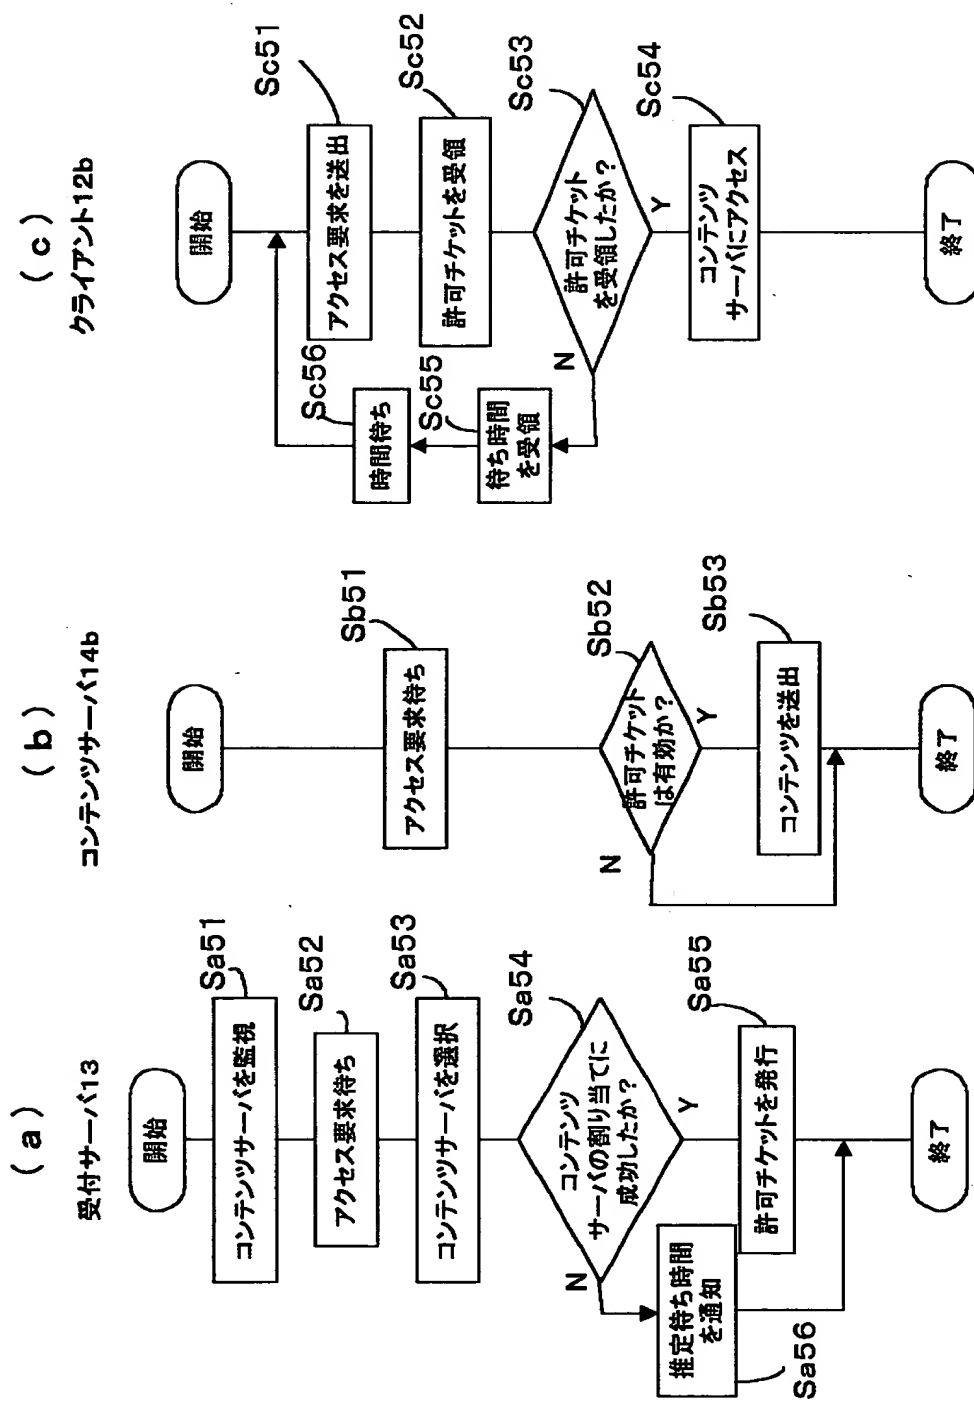 (a)
受付サーバ13
開始
コンテンツサーバを監視
Sa51
アクセス要求待ち
Sa52
コンテンツサーバを選択
Sa53
コンテンツ
サーバの割り当てに
成功したか？
Sa54
N
Y
推定待ち時間
を通知
Sa56
許可チケットを発行
Sa55
終了
(b)
コンテンツサーバ14b
開始
アクセス要求待ち
Sb51
許可チケット
は有効か？
Sb52
N
Y
コンテンツを送出
Sb53
終了
(c)
クライアント12b
開始
アクセス要求を送出
Sc51
許可チケットを受領
Sc52
許可チケット
を受領したか？
Sc53
N
Y
待ち時間
を受領
Sc55
時間待ち
Sc56
コンテンツ
サーバにアクセス
Sc54
終了